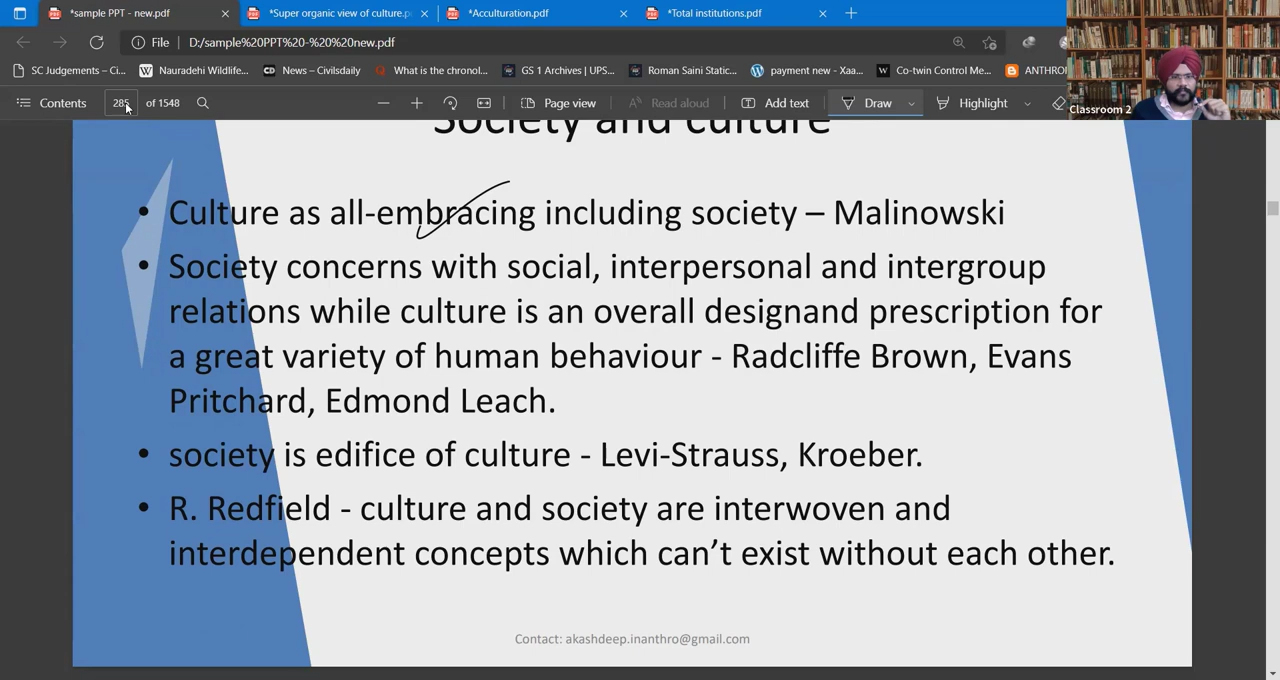 *sample PPT - new.pdf
*Super organic view of culture.p
*Acculturation.pdf
*Total institutions.pdf
File D:/sample%20PPT%20-%20%20new.pdf
SC Judgements – Ci...
Nauradehi Wildlife...
News – Civilsdaily
What is the chronol...
GS 1 Archives | UPS...
Roman Saini Static...
payment new - Xaa...
Co-twin Control Me...
ANTHRO
Contents 285 of 1548 Page view Read aloud Add text Draw Highlight
Classroom 2
Society and culture
• Culture as all-embracing including society – Malinowski
• Society concerns with social, interpersonal and intergroup
relations while culture is an overall designand prescription for
a great variety of human behaviour - Radcliffe Brown, Evans
Pritchard, Edmond Leach.
• society is edifice of culture - Levi-Strauss, Kroeber.
• R. Redfield - culture and society are interwoven and
interdependent concepts which can’t exist without each other.
Contact: akashdeep.inanthro@gmail.com